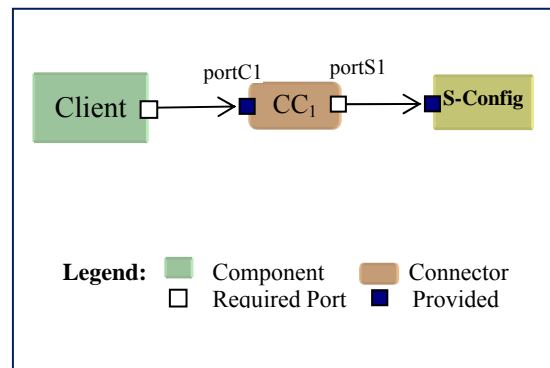 portC1
portS1
Client
CC1
S-Config
Legend:
Component
Connector
Required Port
Provided